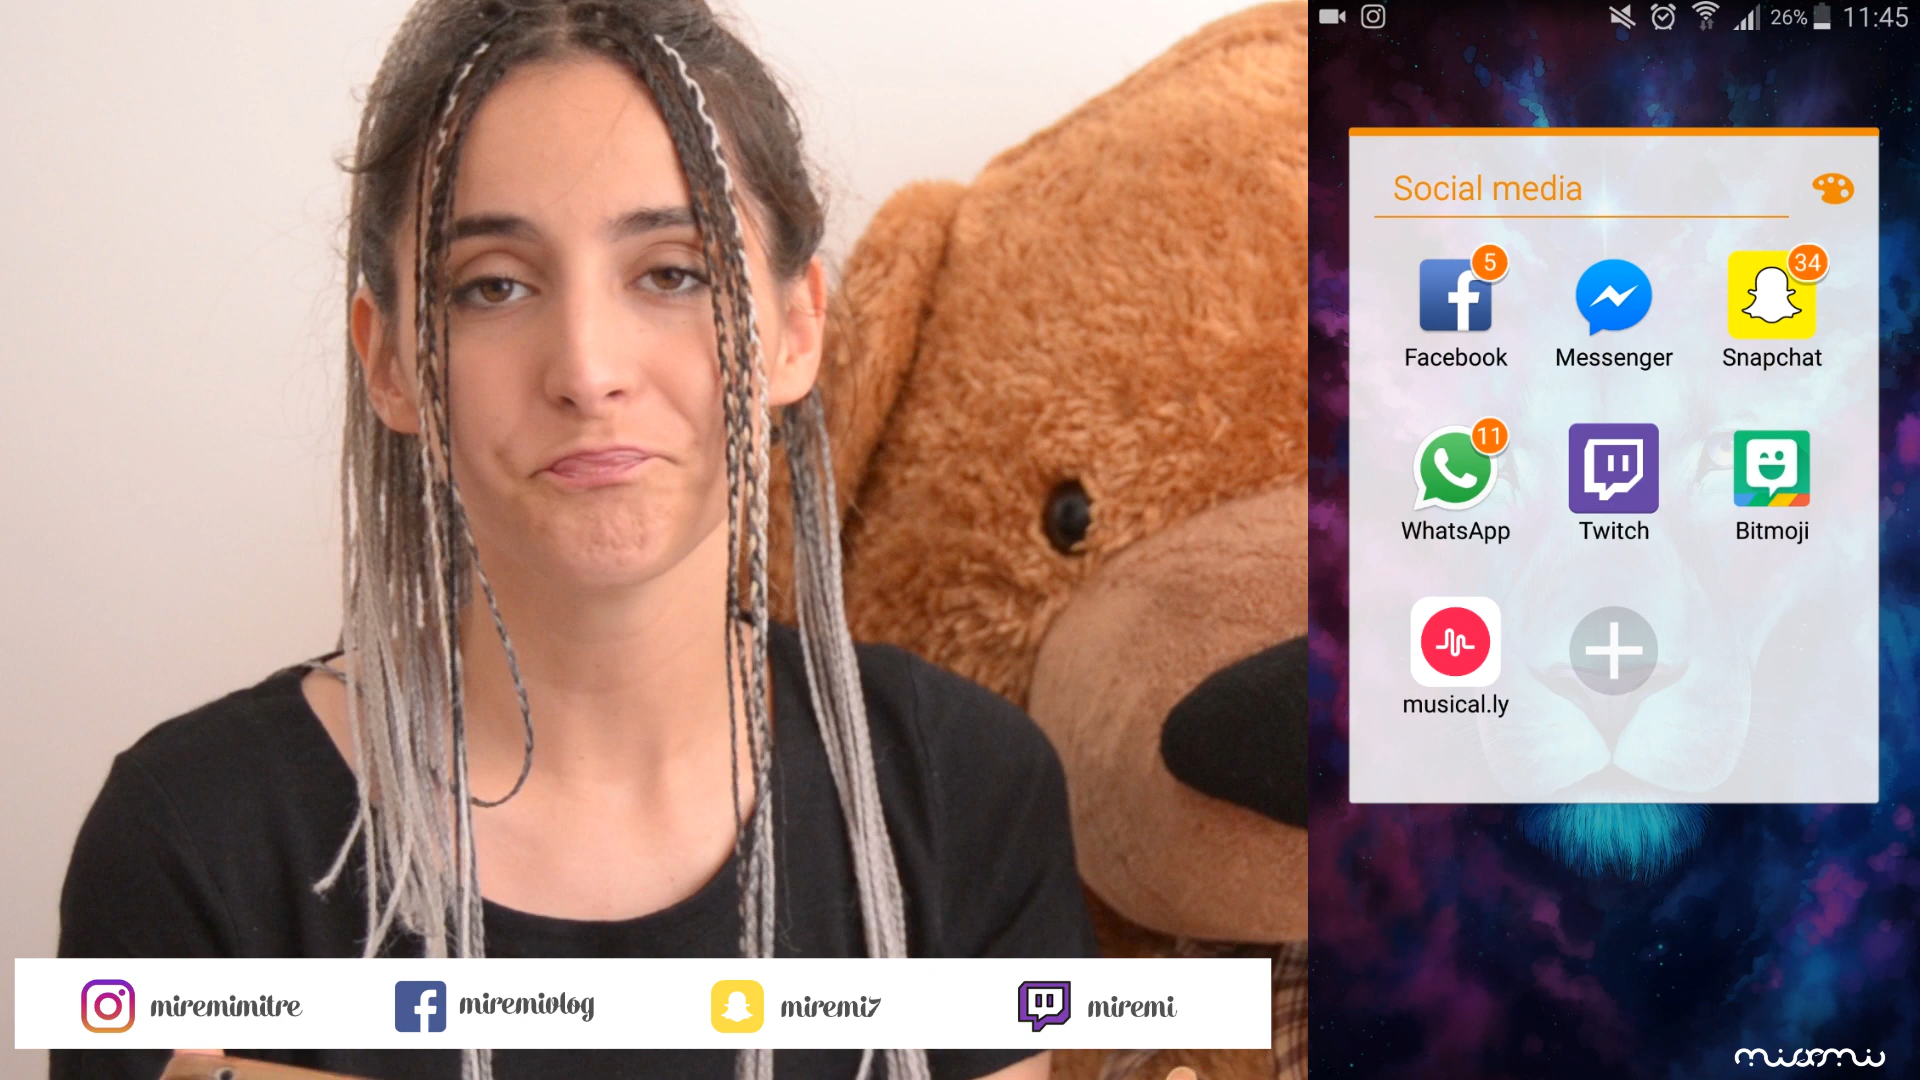 26% 11:45
Social media
5
34
Facebook Messenger Snapchat
11
WhatsApp Twitch Bitmoji
musical.ly
miremimitre miremivlog miremi7 miremi
miremi